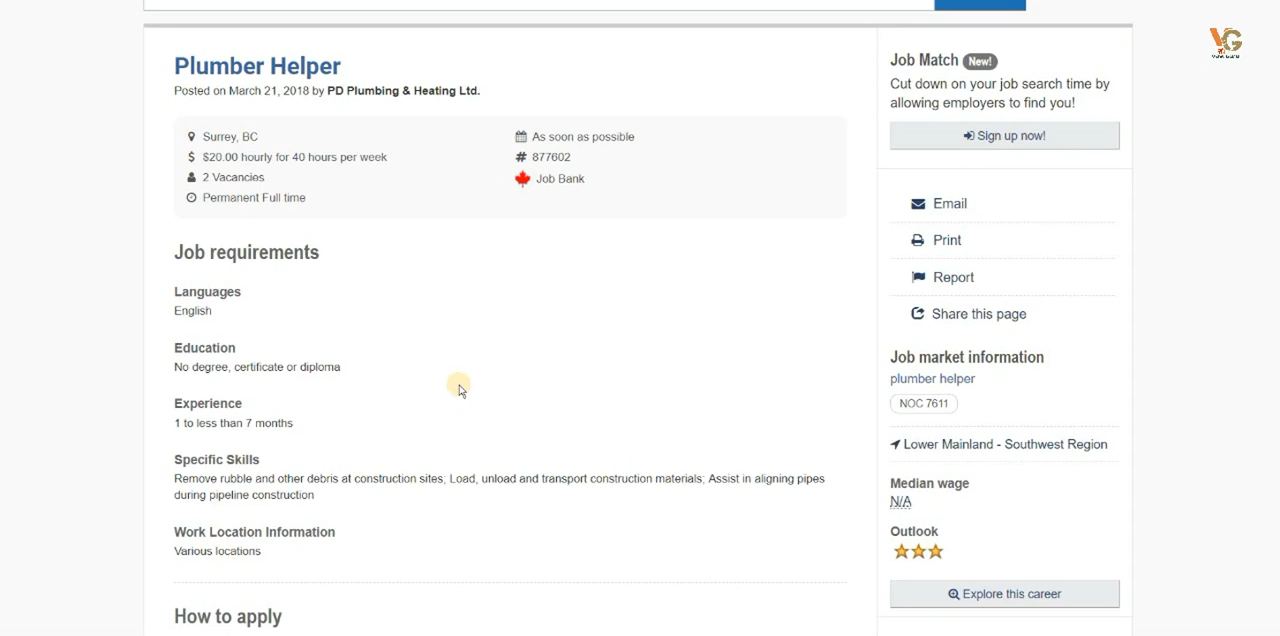 Plumber Helper
Posted on March 21, 2018 by PD Plumbing & Heating Ltd.
Surrey, BC
$20.00 hourly for 40 hours per week
2 Vacancies
Permanent Full time
As soon as possible
# 877602
Job Bank
Job requirements
Languages
English
Education
No degree, certificate or diploma
Experience
1 to less than 7 months
Specific Skills
Remove rubble and other debris at construction sites; Load, unload and transport construction materials; Assist in aligning pipes
during pipeline construction
Work Location Information
Various locations
How to apply
Job Match New!
Cut down on your job search time by
allowing employers to find you!
Sign up now!
Email
Print
Report
Share this page
Job market information
plumber helper
NOC 7611
Lower Mainland - Southwest Region
Median wage
N/A
Outlook
Explore this career
VG